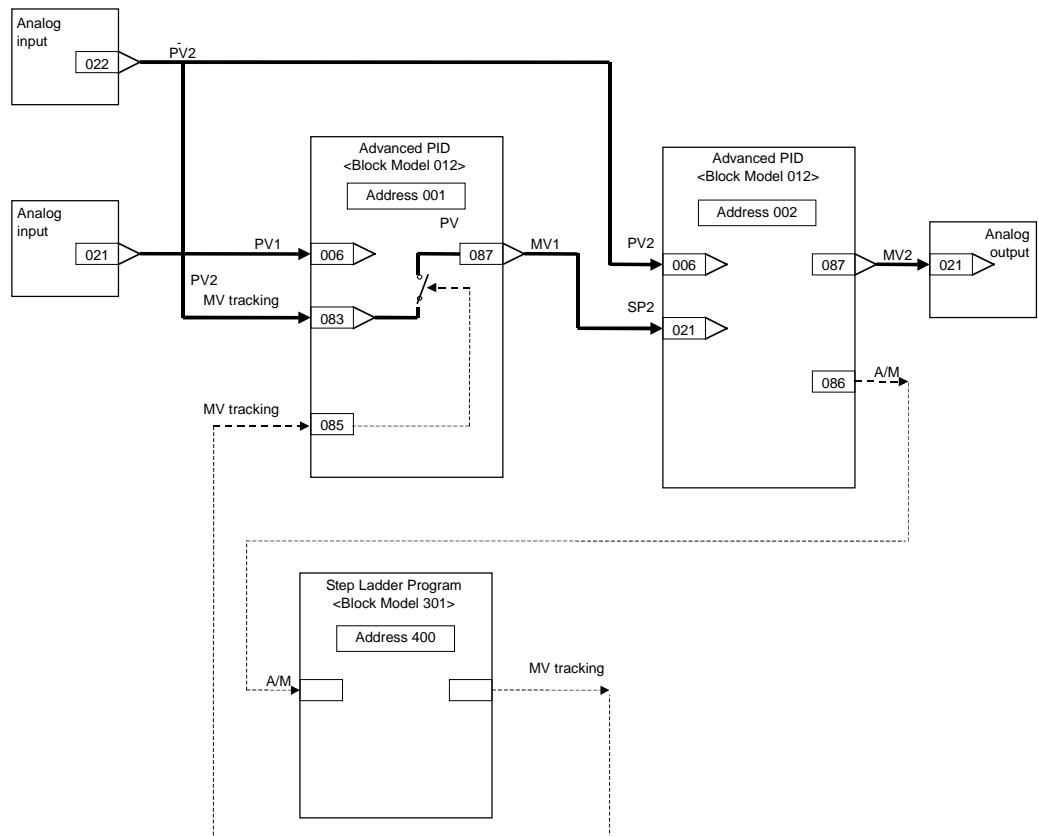 Analog
input
022
PV2
Advanced PID
<Block Model 012>
Address 001
PV
Advanced PID
<Block Model 012>
Address 002
Analog
input
021
PV1
006
087
MV1
PV2
006
087
MV2
Analog
output
021
PV2
MV tracking
083
SP2
021
086
A/M
MV tracking
085
Step Ladder Program
<Block Model 301>
Address 400
A/M
MV tracking